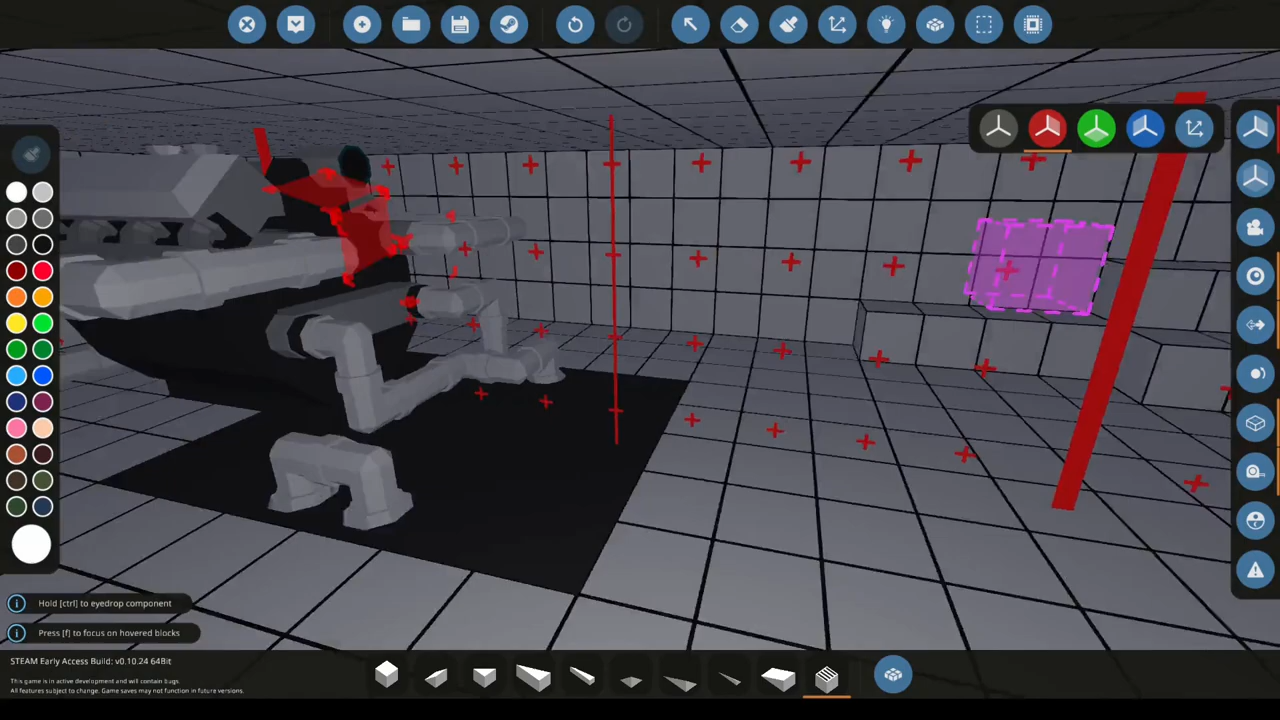 Hold [ctrl] to eyedrop component
Press [f] to focus on hovered blocks
STEAM Early Access Build: v0.10.24 64Bit
This game is in active development and will contain bugs.
All features subject to change. Game saves may not function in future versions.